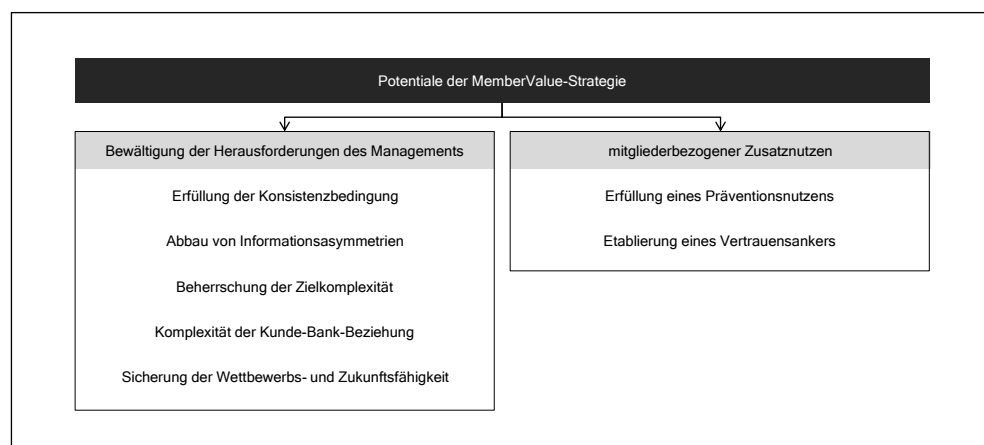 Potentiale der MemberValue-Strategie
Bewältigung der Herausforderungen des Managements
Erfüllung der Konsistenzbedingung
Abbau von Informationsasymmetrien
Beherrschung der Zielkomplexität
Komplexität der Kunde-Bank-Beziehung
Sicherung der Wettbewerbs- und Zukunftsfähigkeit
mitgliederbezogener Zusatznutzen
Erfüllung eines Präventionsnutzens
Etablierung eines Vertrauensankers